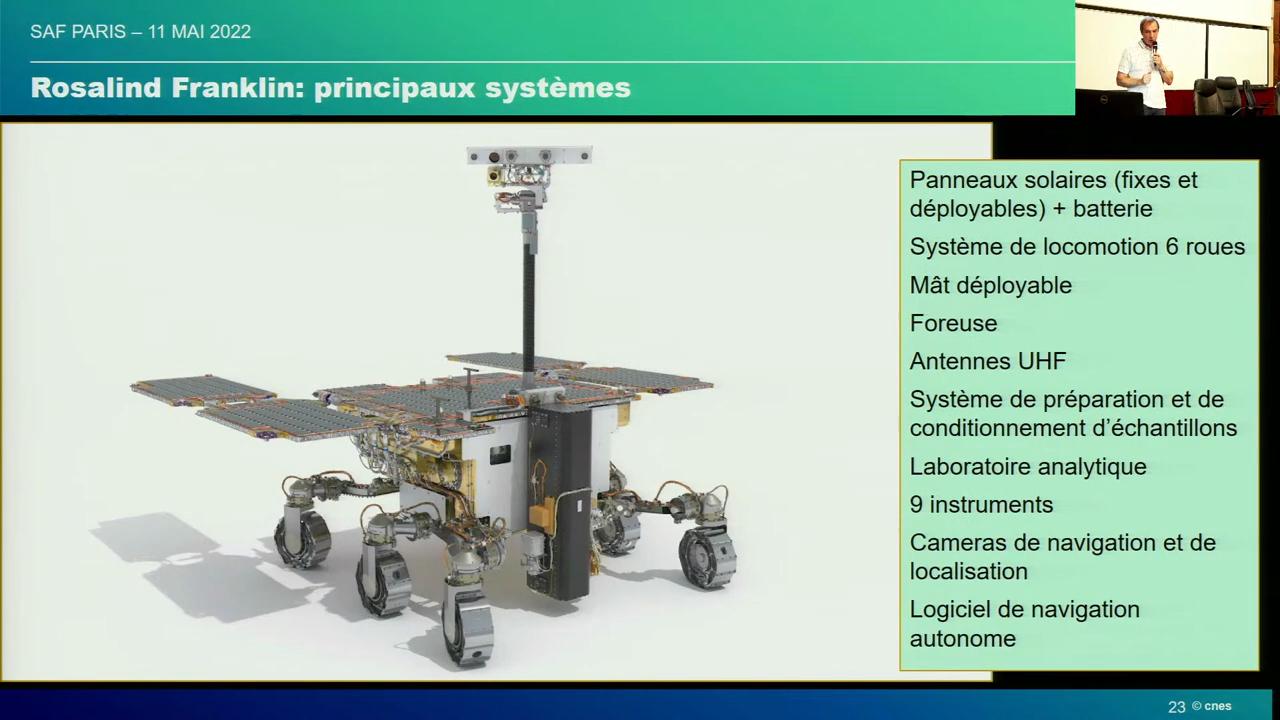 SAF PARIS – 11 MAI 2022
Rosalind Franklin: principaux systèmes
Panneaux solaires (fixes et
déployables) + batterie
Système de locomotion 6 roues
Mât déployable
Foreuse
Antennes UHF
Système de préparation et de
conditionnement d’échantillons
Laboratoire analytique
9 instruments
Cameras de navigation et de
localisation
Logiciel de navigation
autonome
23 © cnes